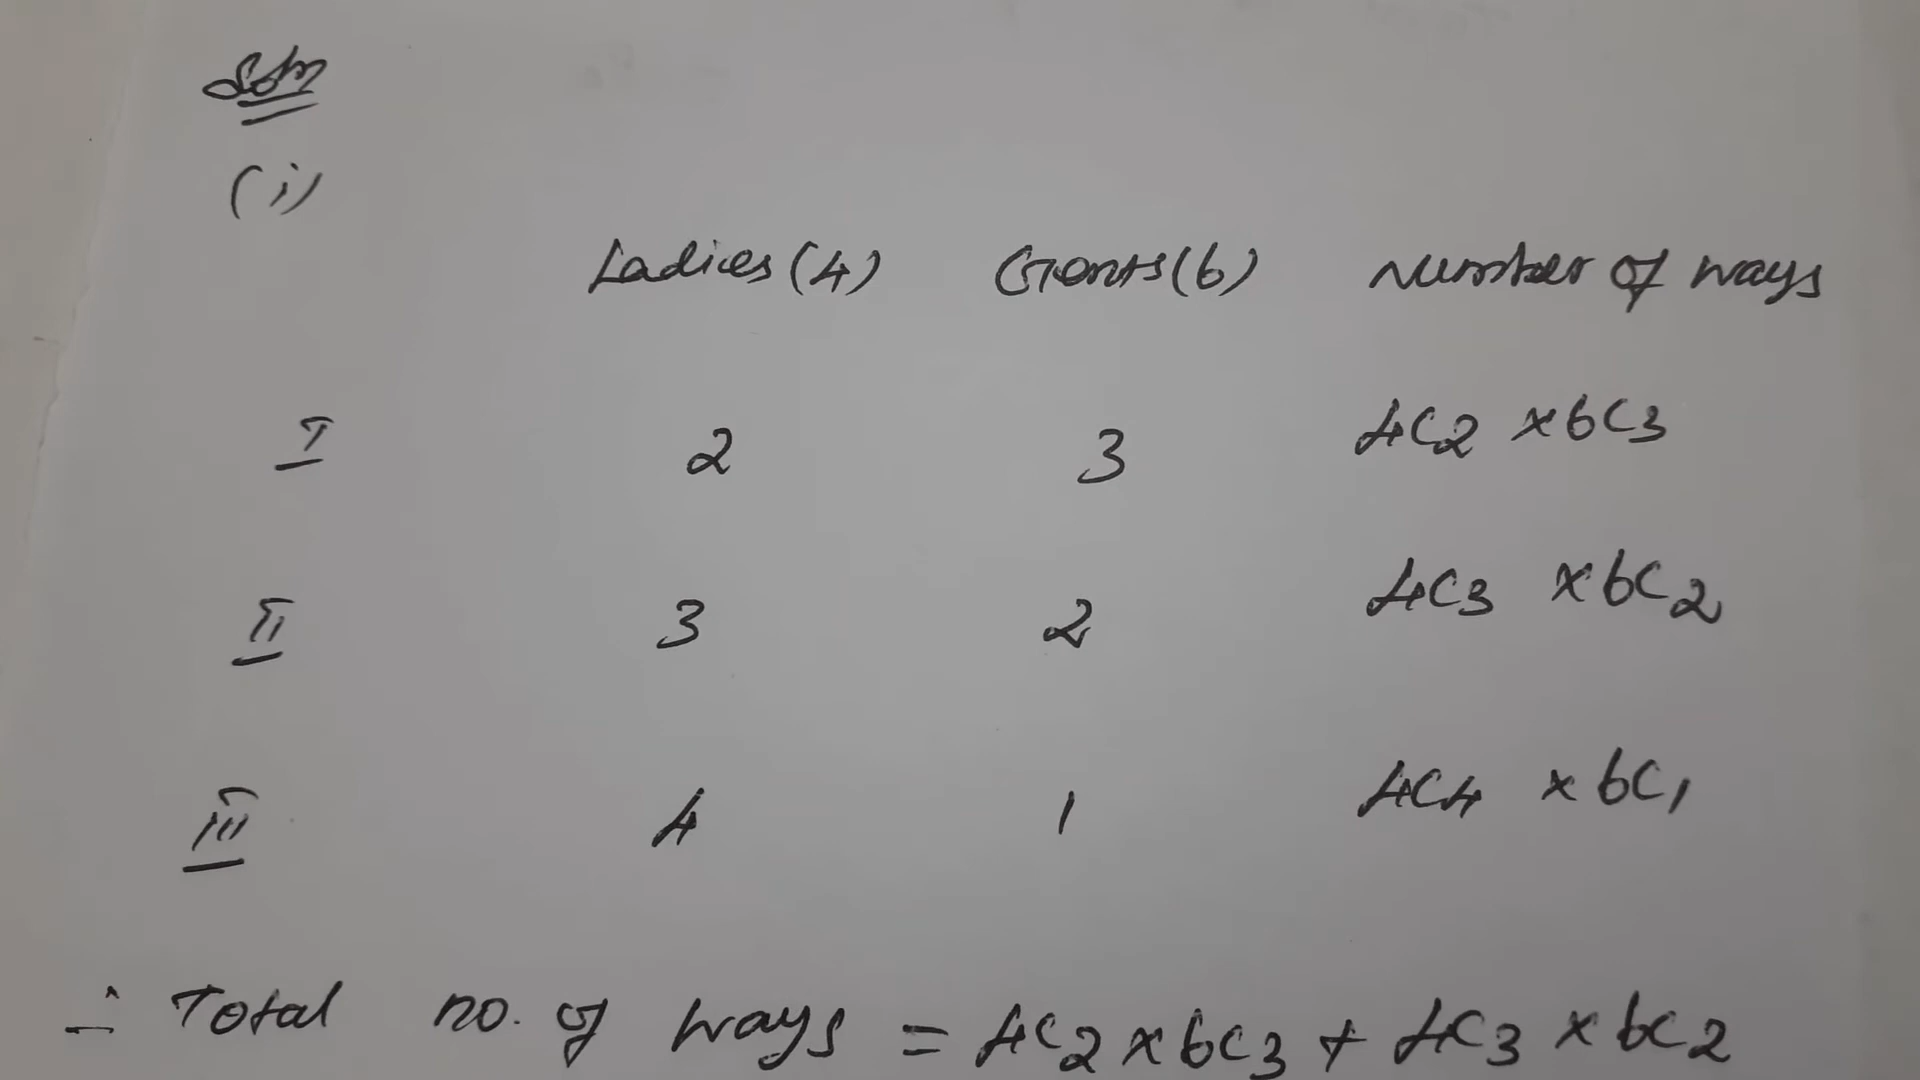 Soln
(i)
Ladies (4) Gents (6) Number of ways
I 2 3 4C2 × 6C3
II 3 2 4C3 × 6C2
III 4 1 4C4 × 6C1
∴ Total no. of ways = 4C2 × 6C3 + 4C3 × 6C2